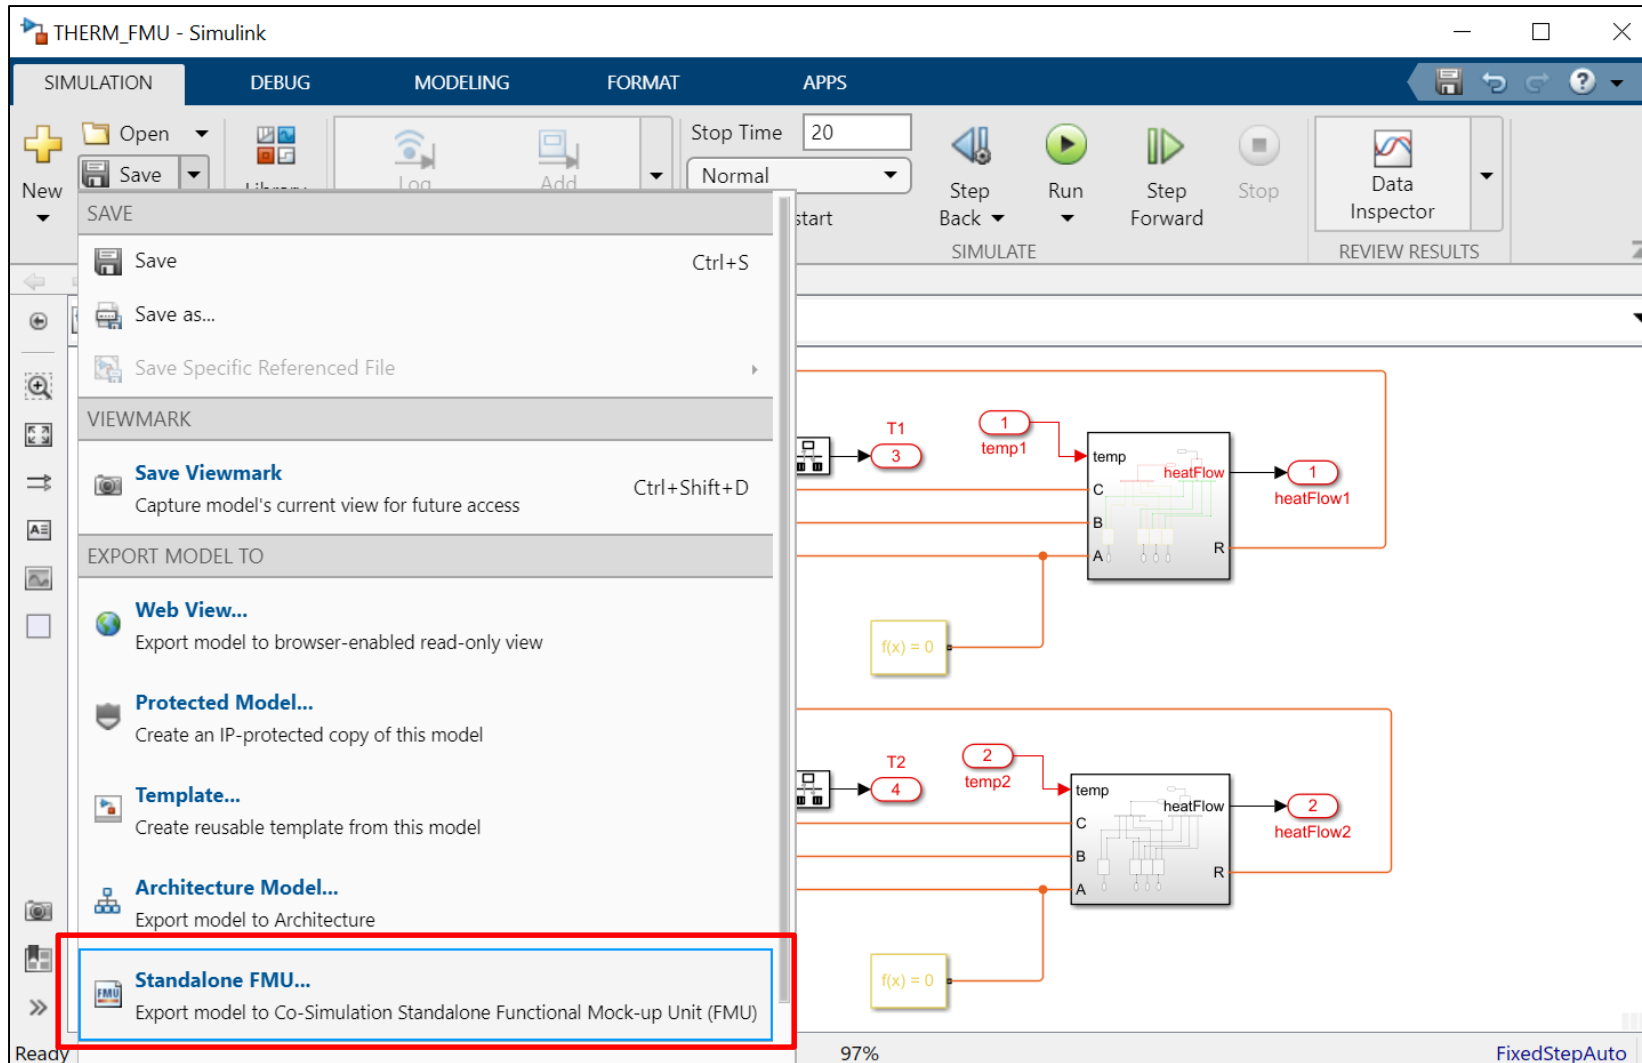 THERM_FMU - Simulink
SIMULATION
DEBUG
MODELING
FORMAT
APPS
New
Open
Save
Log
Add
Stop Time
20
Normal
Step
Back
Run
Step
Forward
Stop
SIMULATE
Data
Inspector
REVIEW RESULTS
SAVE
Save
Ctrl+S
Save as...
Save Specific Referenced File
VIEWMARK
Save Viewmark
Ctrl+Shift+D
Capture model's current view for future access
EXPORT MODEL TO
Web View...
Export model to browser-enabled read-only view
Protected Model...
Create an IP-protected copy of this model
Template...
Create reusable template from this model
Architecture Model...
Export model to Architecture
FMU
Standalone FMU...
Export model to Co-Simulation Standalone Functional Mock-up Unit (FMU)
T1
3
1
temp1
temp
heatFlow
C
B
A
R
1
heatFlow1
f(x) = 0
T2
4
2
temp2
temp
heatFlow
C
B
A
R
2
heatFlow2
f(x) = 0
Ready
97%
FixedStepAuto